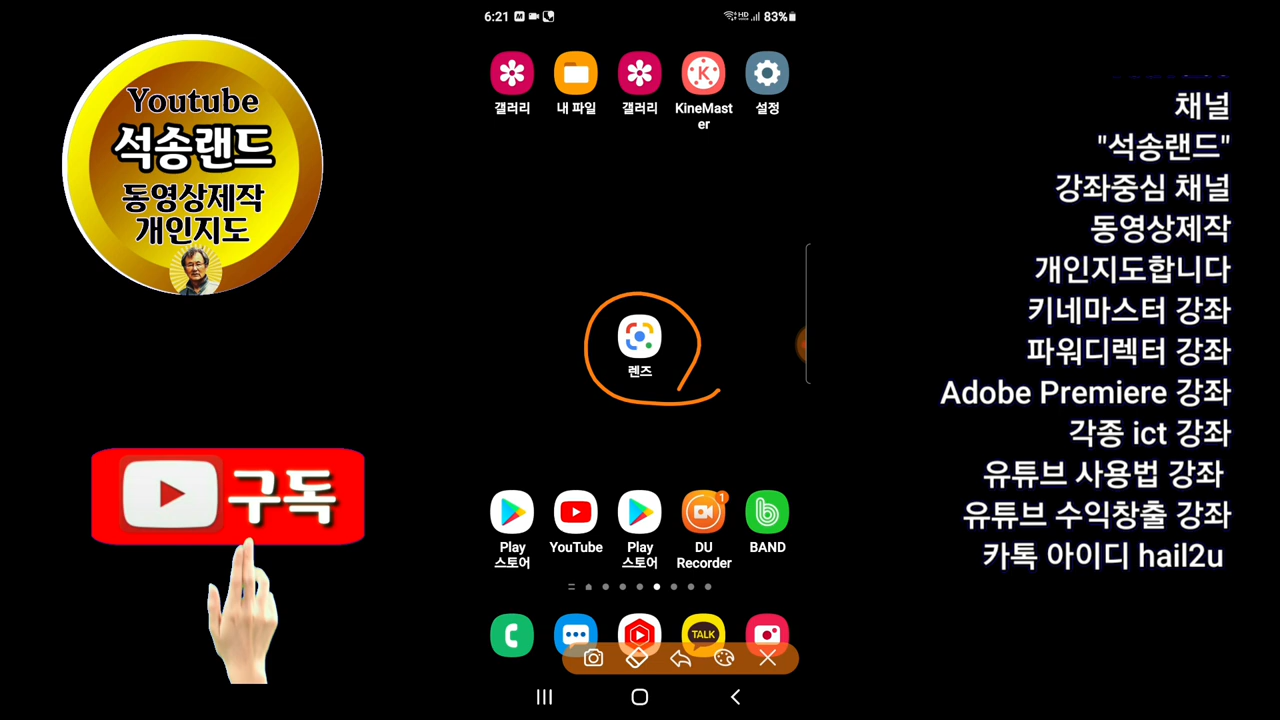 Youtube
석송랜드
동영상제작
개인지도
구독
6:21
HD
83%
갤러리
내 파일
갤러리
KineMast
er
설정
렌즈
Play
스토어
YouTube
Play
스토어
1
DU
Recorder
BAND
TALK
채널
"석송랜드"
강좌중심 채널
동영상제작
개인지도합니다
키네마스터 강좌
파워디렉터 강좌
Adobe Premiere 강좌
각종 ict 강좌
유튜브 사용법 강좌
유튜브 수익창출 강좌
카톡 아이디 hail2u